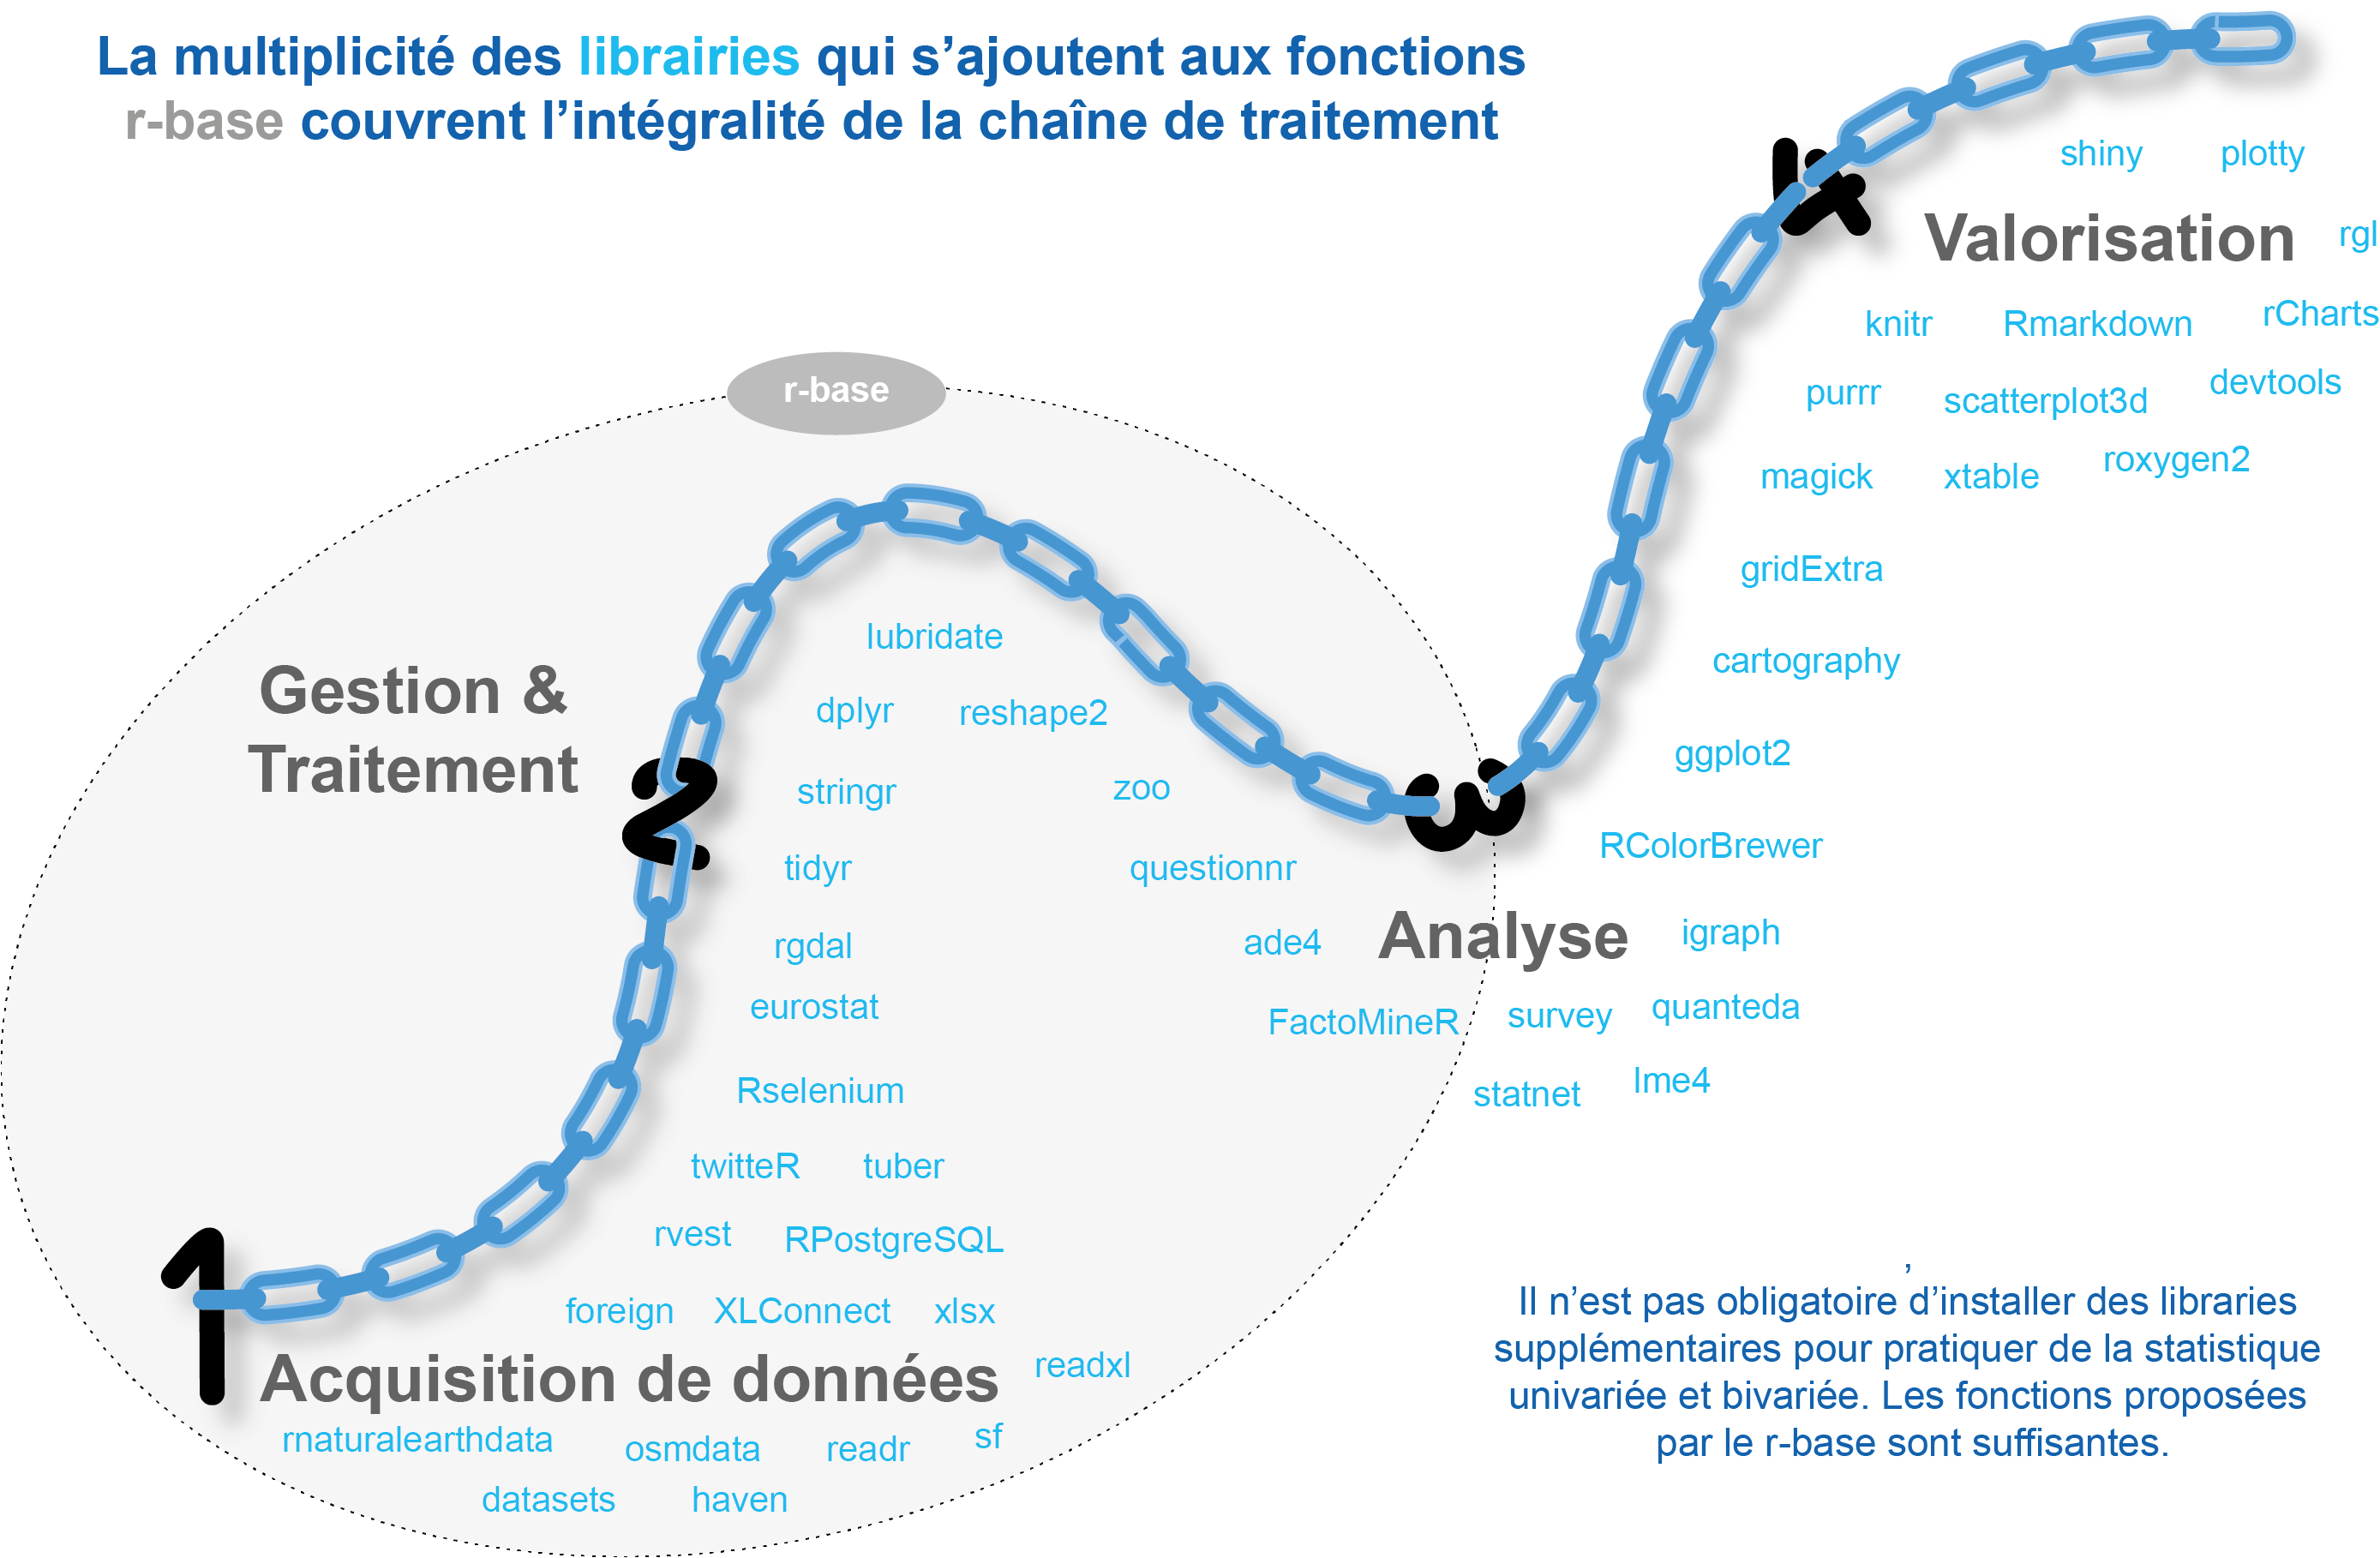 La multiplicité des librairies qui s’ajoutent aux fonctions
r-base couvrent l’intégralité de la chaîne de traitement
shiny plotty
4
Valorisation rgl
knitr Rmarkdown rCharts
purrr scatterplot3d devtools
magick xtable roxygen2
gridExtra
cartography
ggplot2
RColorBrewer
r-base
Gestion &
Traitement
2
lubridate
dplyr reshape2
stringr zoo
tidyr questionnr
rgdal
eurostat
3
ade4 Analyse igraph
FactoMineR survey quanteda
statnet lme4
Rselenium
twitteR tuber
rvest RPostgreSQL
foreign XLConnect xlsx
1
Acquisition de données readxl
rnaturalearthdata osmdata readr sf
datasets haven
,
Il n’est pas obligatoire d’installer des libraries
supplémentaires pour pratiquer de la statistique
univariée et bivariée. Les fonctions proposées
par le r-base sont suffisantes.